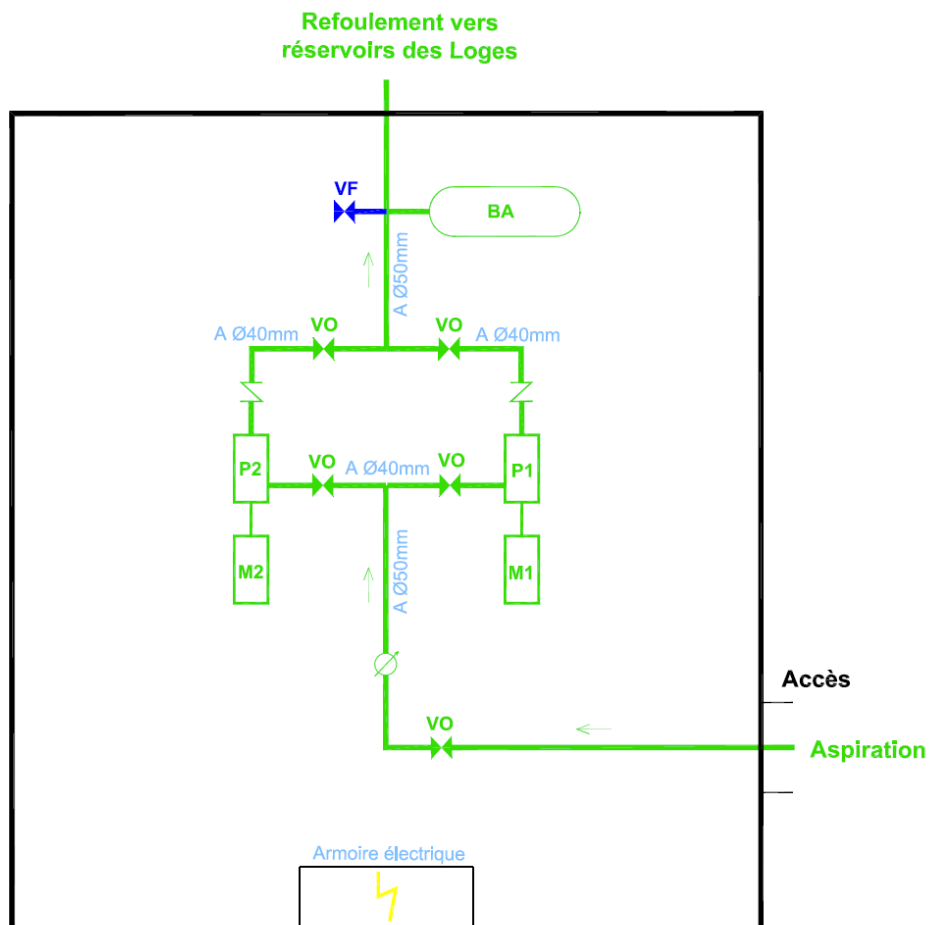 Refoulement vers
réservoirs des Loges
VF
BA
A Ø50mm
A Ø40mm
VO
VO
A Ø40mm
P2
VO
A Ø40mm
VO
P1
M2
A Ø50mm
M1
Accès
VO
Aspiration
Armoire électrique